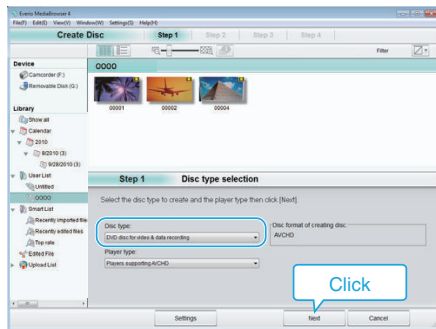 Everio MediaBrowser 4
File(F) Edit(E) View(V) Window(W) Settings(S) Help(H)
Create Disc
Step 1
Step 2
Step 3
Step 4
Filter
Device
Camcorder (F:)
Removable Disk (G:)
Library
Show all
Calendar
2010
9/2010 (3)
9/28/2010 (3)
User List
Untitled
0000
Smart List
Recently imported file
Recently edited files
Top rate
Edited File
Upload List
0000
00001
00002
00004
Step 1 Disc type selection
Select the disc type to create and the player type then click [Next]
Disc type:
DVD disc for video & data recording
Player type:
Players supporting AVCHD
Disc format of creating disc:
AVCHD
Click
Settings
Next
Cancel